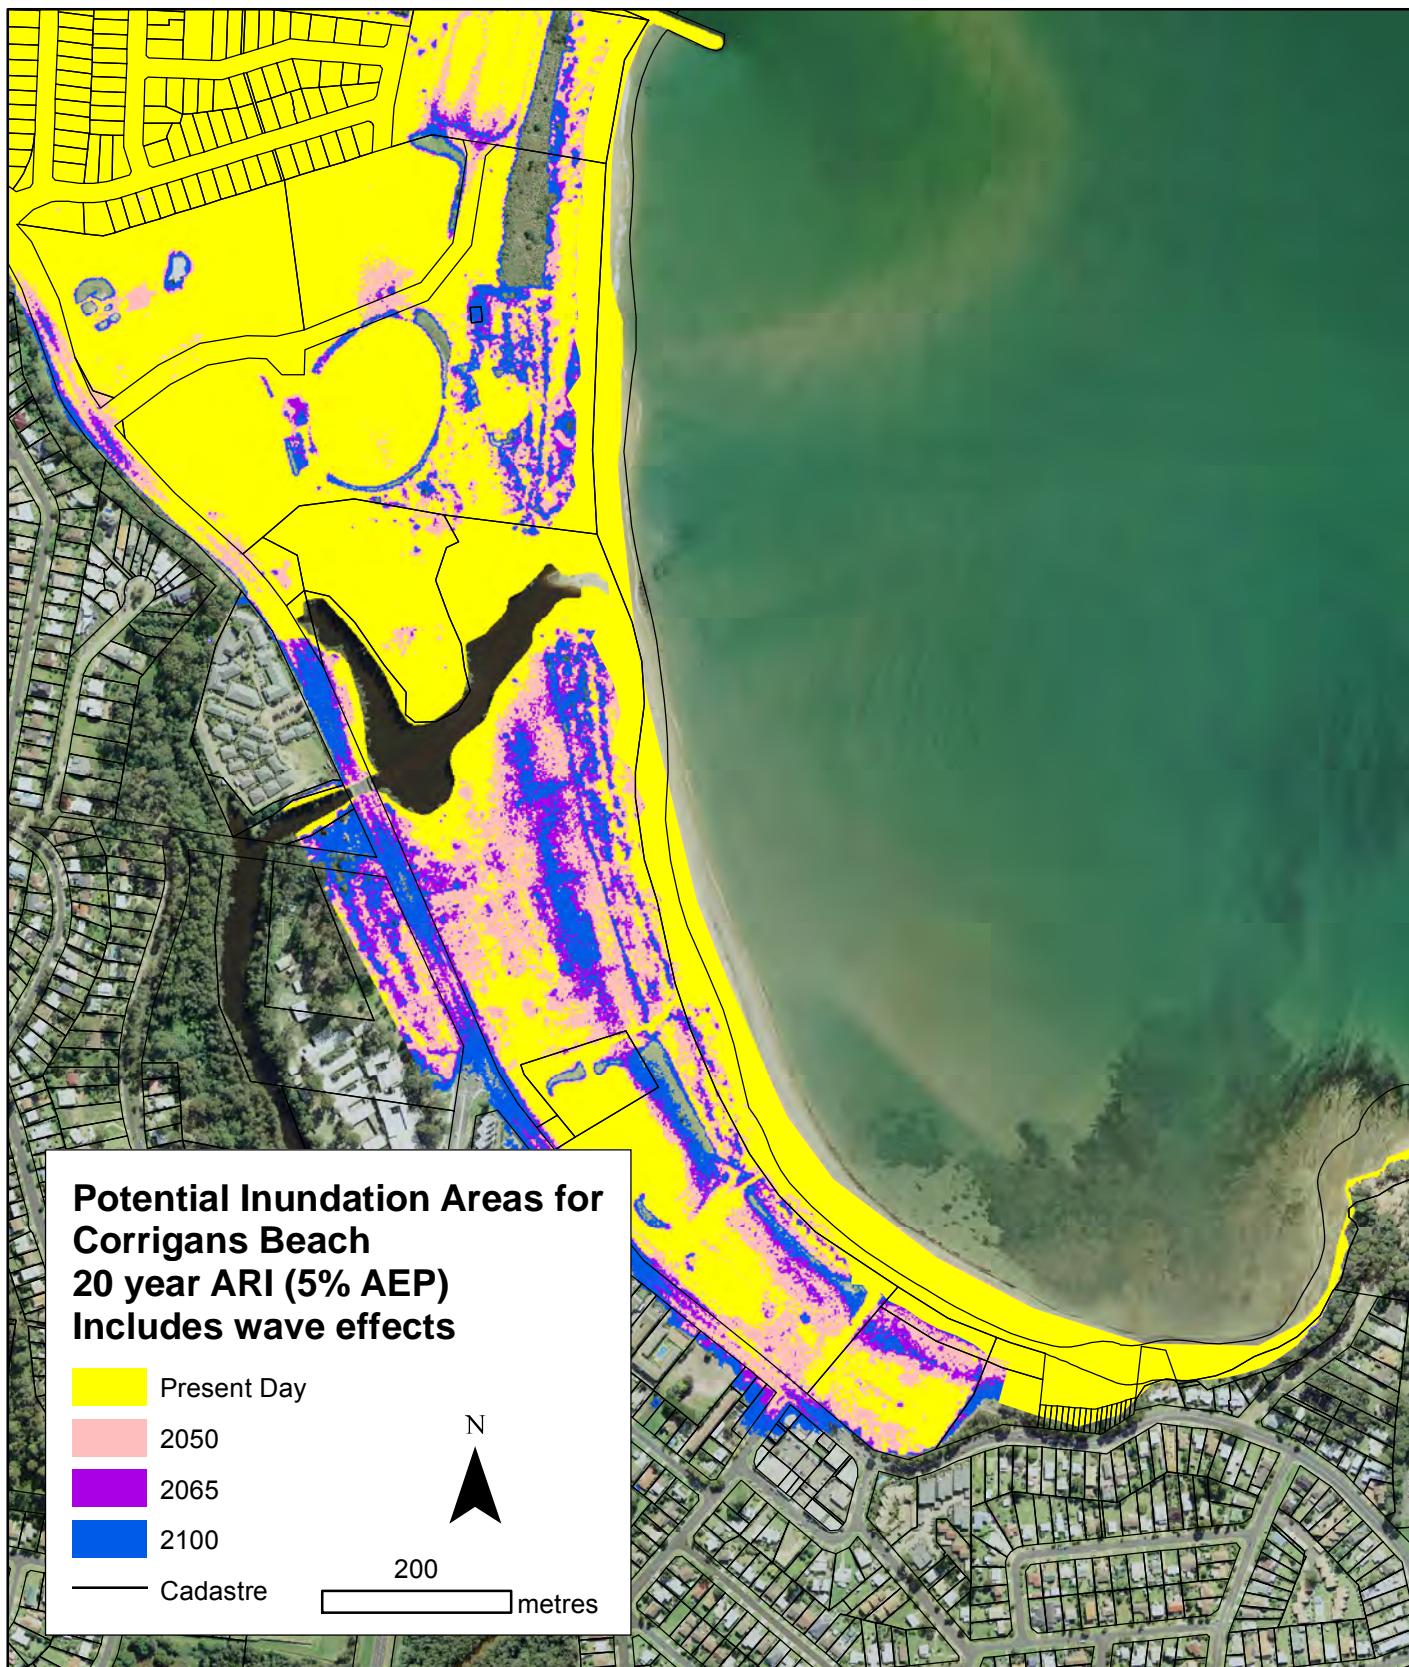 Potential Inundation Areas for
Corrigans Beach
20 year ARI (5% AEP)
Includes wave effects
Present Day
2050
2065
2100
Cadastre
N
200
metres